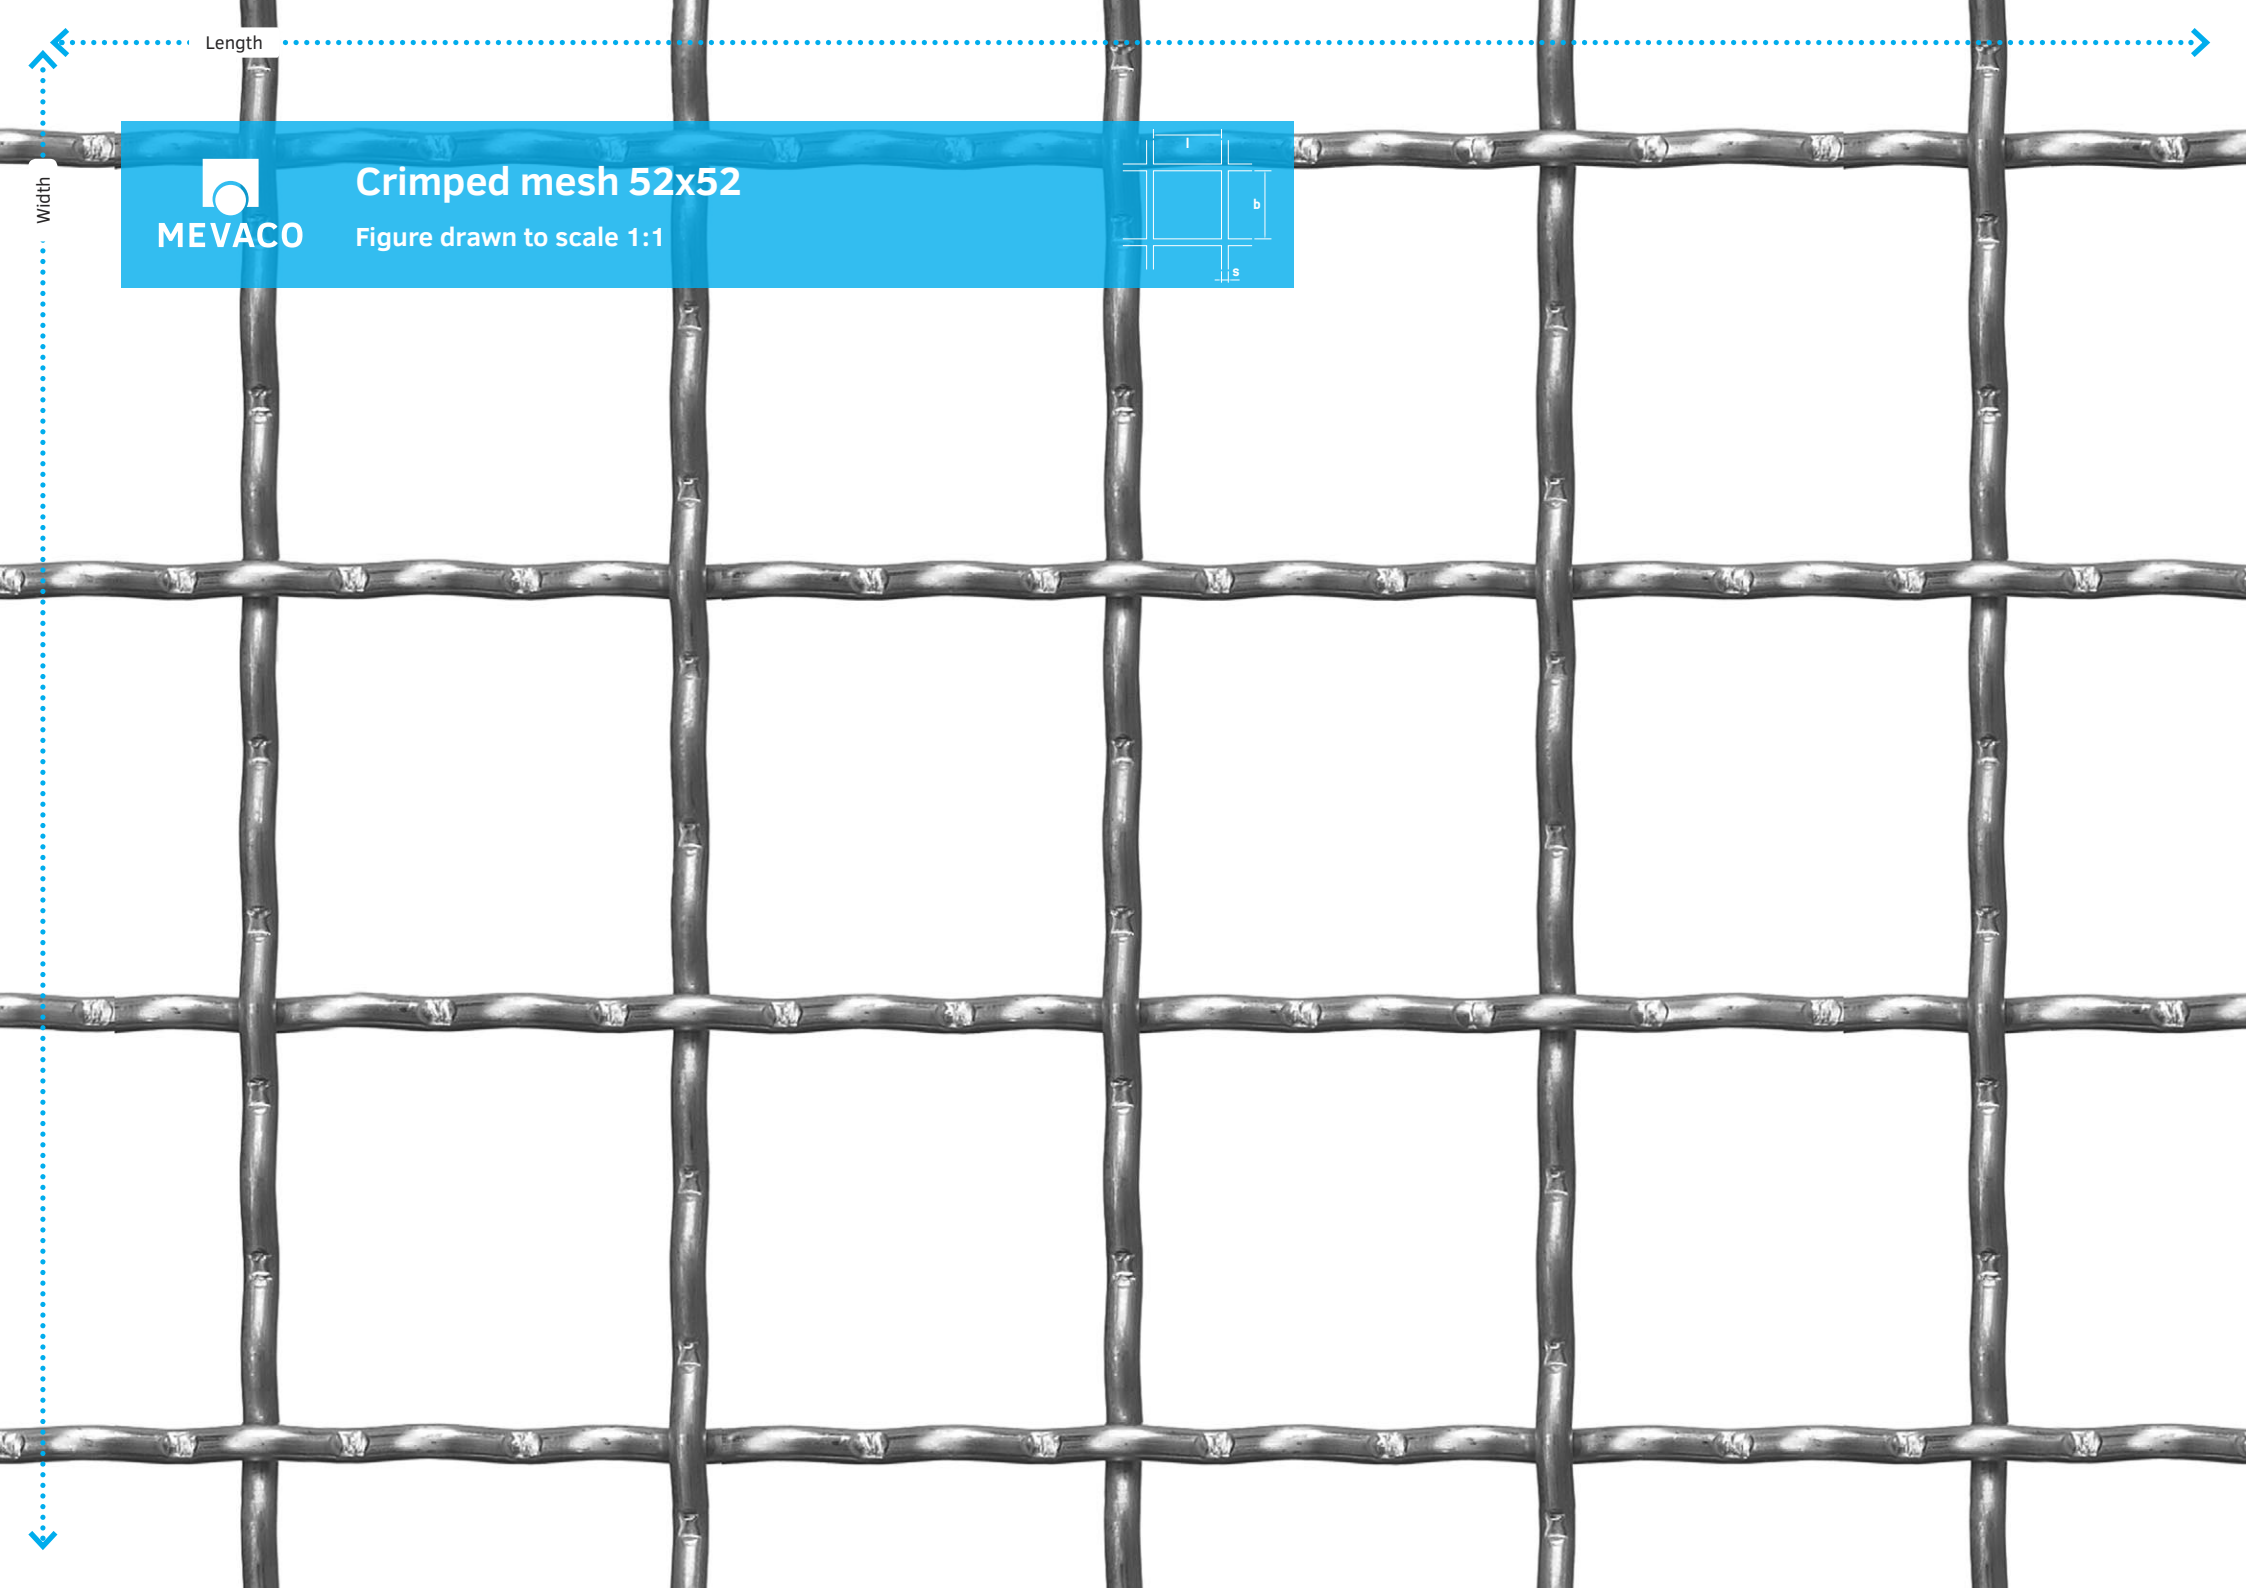 Length
Width
MEVACO
Crimped mesh 52x52
Figure drawn to scale 1:1
l
b
s